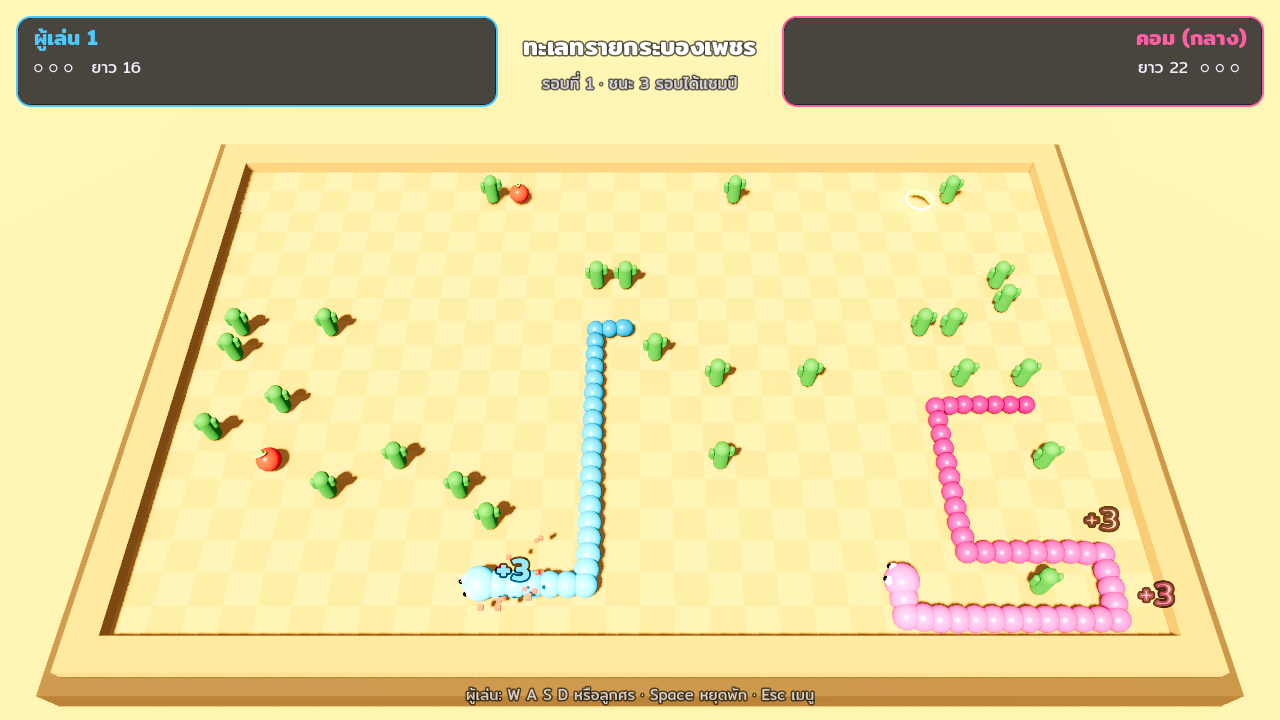 ผู้เล่น 1
ยาว 16
ทะเลทรายกระบองเพชร
รอบที่ 1 · ชนะ 3 รอบได้แชมป์
คอม (กลาง)
ยาว 22
+3
+3
+3
ผู้เล่น: W A S D หรือลูกศร · Space หยุดพัก · Esc เมนู